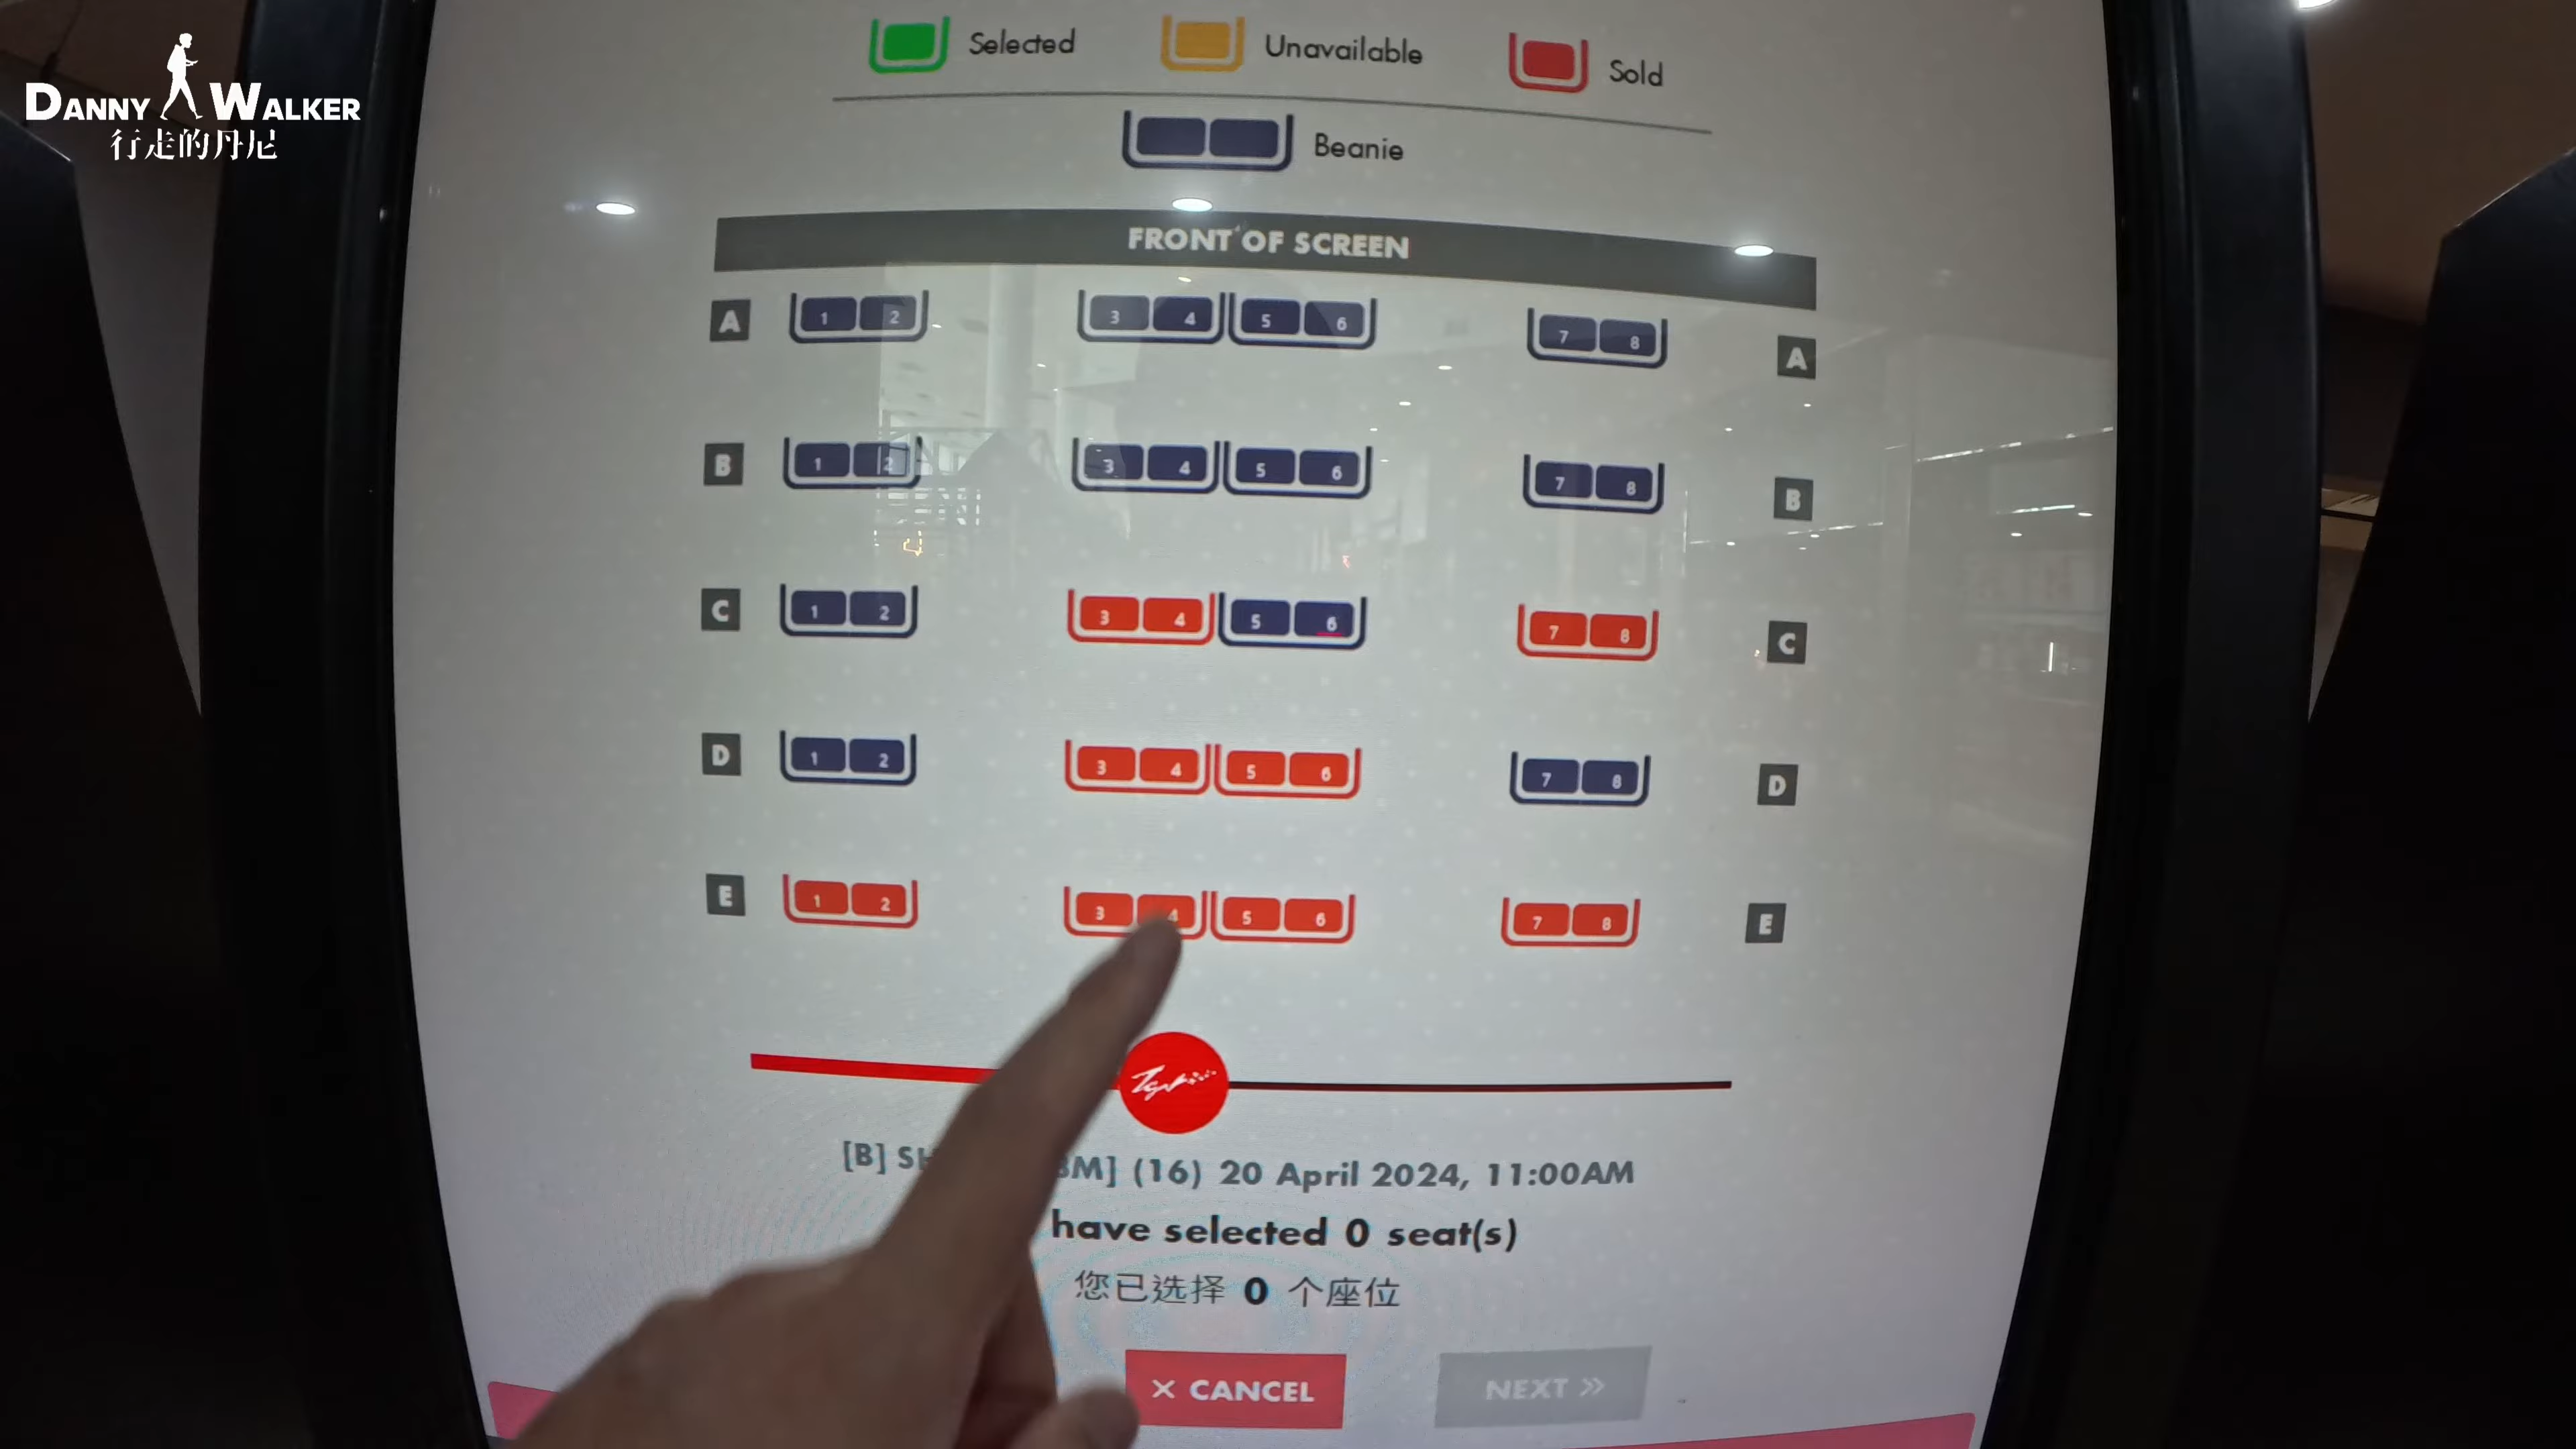 DANNY WALKER
行走的丹尼
Selected Unavailable Sold
Beanie
FRONT OF SCREEN
A 1 2 3 4 5 6 7 8 A
B 1 2 3 4 5 6 7 8 B
C 1 2 3 4 5 6 7 8 C
D 1 2 3 4 5 6 7 8 D
E 1 2 3 4 5 6 7 8 E
[B] (16) 20 April 2024, 11:00AM
have selected 0 seat(s)
您已选择 0 个座位
× CANCEL NEXT »